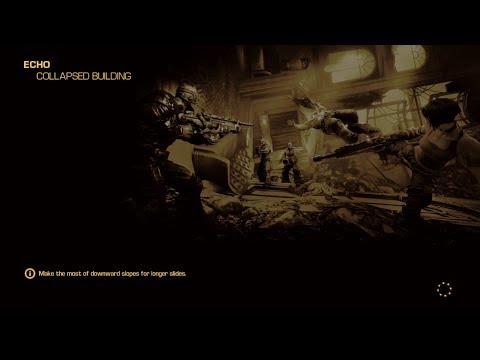 ECHO
COLLAPSED BUILDING
Make the most of downward slopes for longer slides.